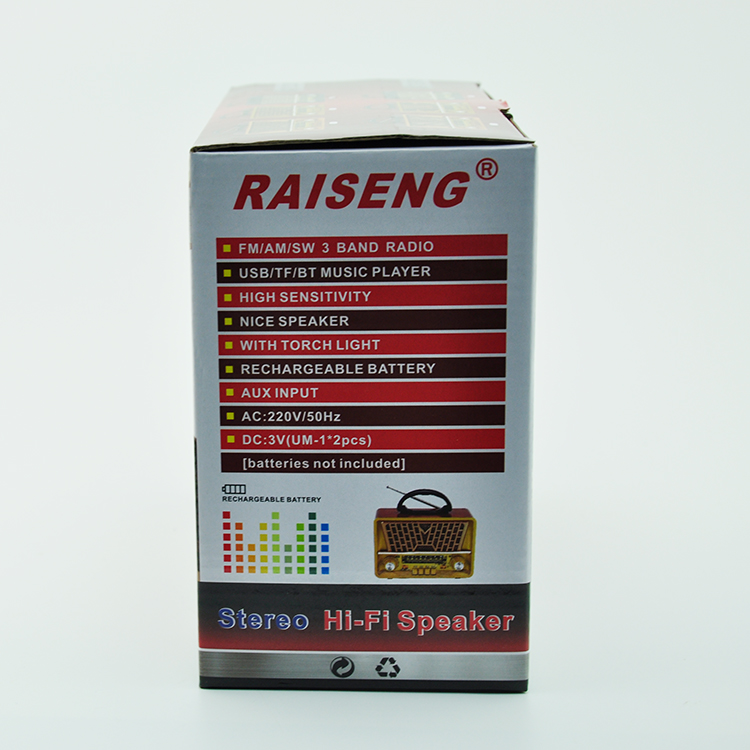 RAISENG®
FM/AM/SW 3 BAND RADIO
USB/TF/BT MUSIC PLAYER
HIGH SENSITIVITY
NICE SPEAKER
WITH TORCH LIGHT
RECHARGEABLE BATTERY
AUX INPUT
AC:220V/50Hz
DC:3V(UM-1*2pcs)
[batteries not included]
RECHARGEABLE BATTERY
Stereo Hi-Fi Speaker